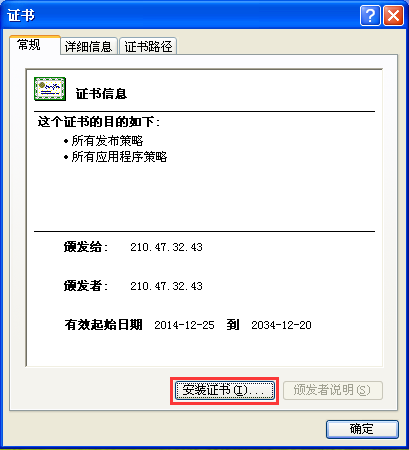 证书
常规 详细信息 证书路径
证书信息
这个证书的目的如下:
•所有发布策略
•所有应用程序策略
颁发给: 210.47.32.43
颁发者: 210.47.32.43
有效起始日期 2014-12-25 到 2034-12-20
安装证书(I)... 颁发者说明(S)
确定